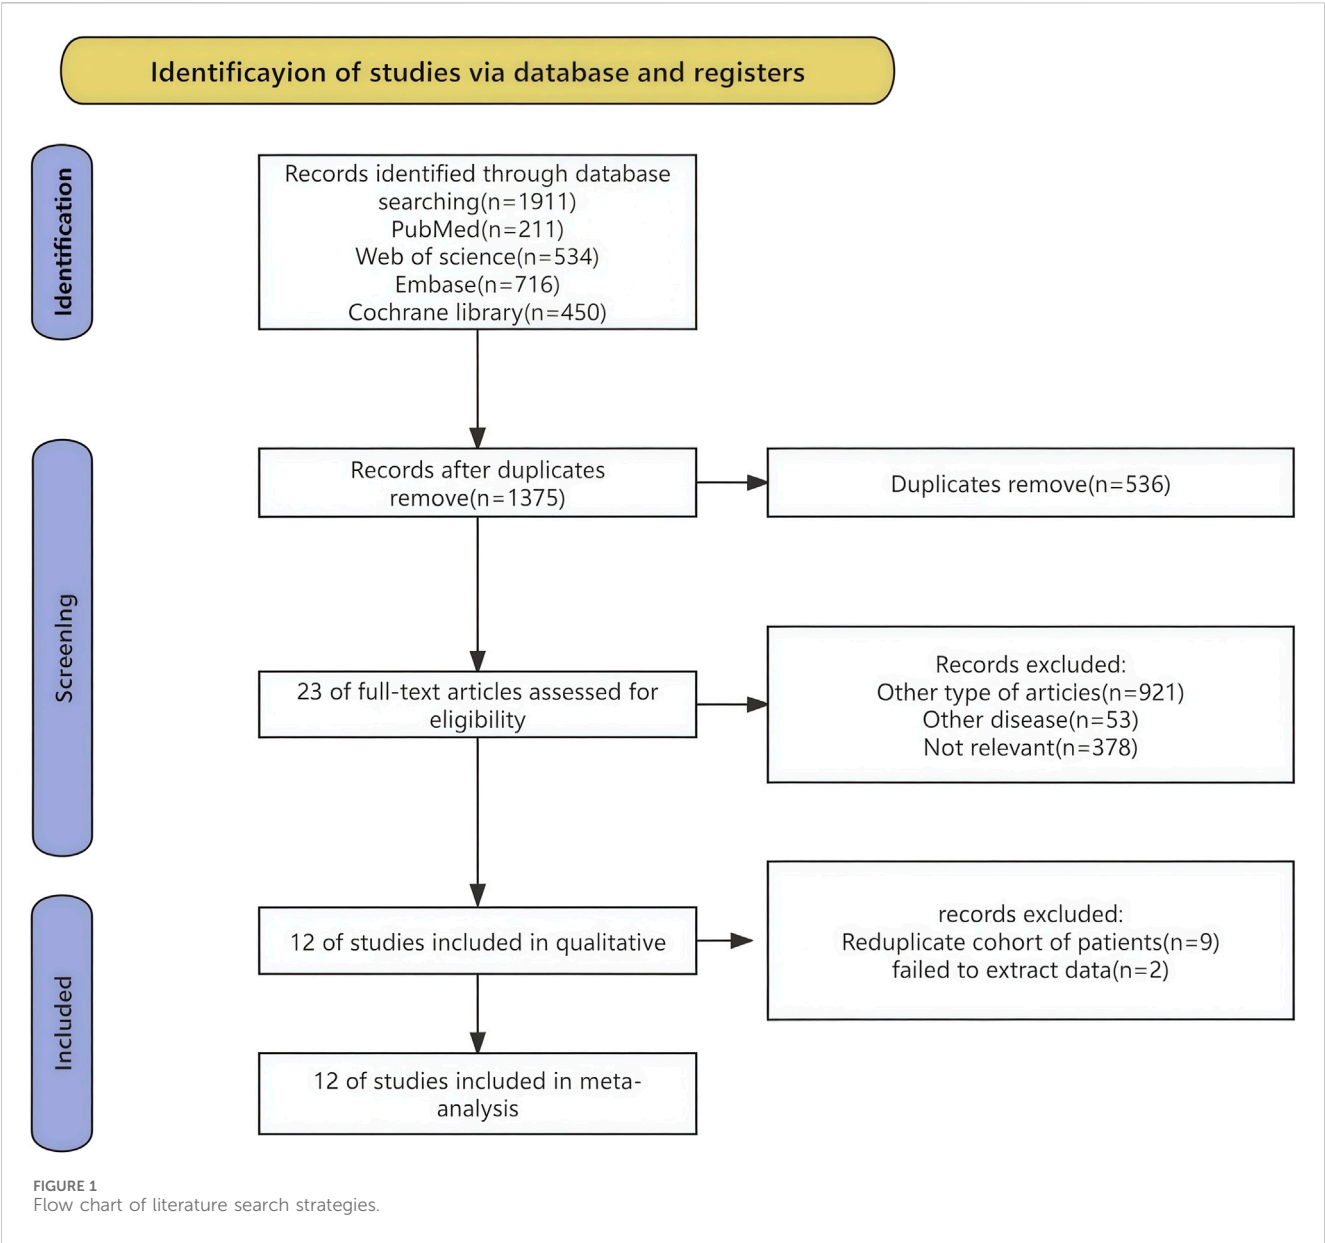 Identificayion of studies via database and registers
Identification
Records identified through database
searching(n=1911)
PubMed(n=211)
Web of science(n=534)
Embase(n=716)
Cochrane library(n=450)
Screening
Records after duplicates
remove(n=1375)
Duplicates remove(n=536)
23 of full-text articles assessed for
eligibility
Records excluded:
Other type of articles(n=921)
Other disease(n=53)
Not relevant(n=378)
Included
12 of studies included in qualitative
records excluded:
Reduplicate cohort of patients(n=9)
failed to extract data(n=2)
12 of studies included in meta-
analysis
FIGURE 1
Flow chart of literature search strategies.